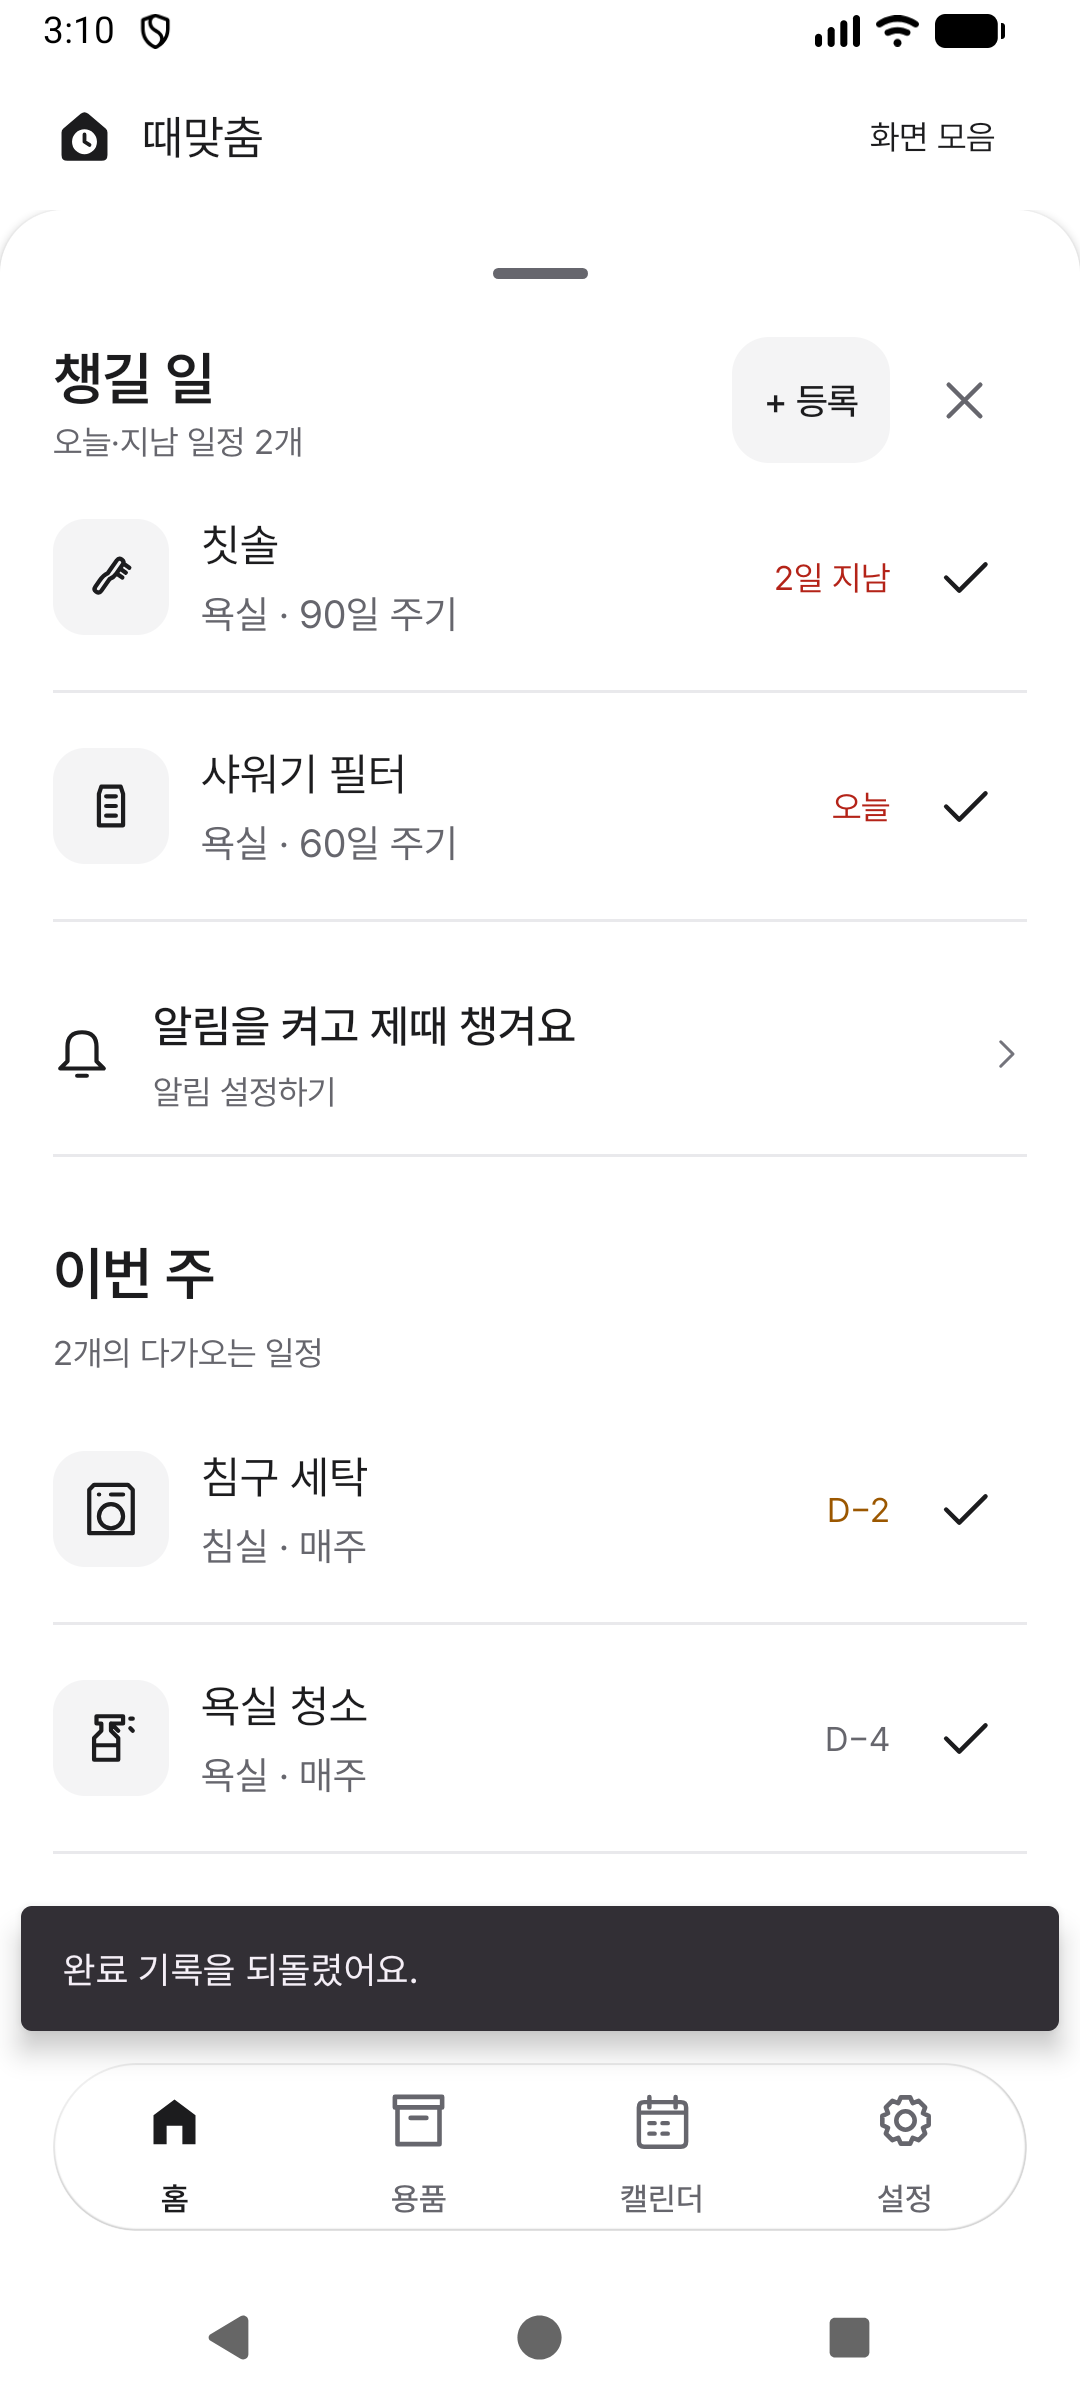 3:10
때맞춤
화면 모음
챙길 일
+ 등록
오늘·지남 일정 2개
칫솔
욕실 · 90일 주기
2일 지남
샤워기 필터
욕실 · 60일 주기
오늘
알림을 켜고 제때 챙겨요
알림 설정하기
이번 주
2개의 다가오는 일정
침구 세탁
침실 · 매주
D−2
욕실 청소
욕실 · 매주
D−4
완료 기록을 되돌렸어요.
홈
용품
캘린더
설정